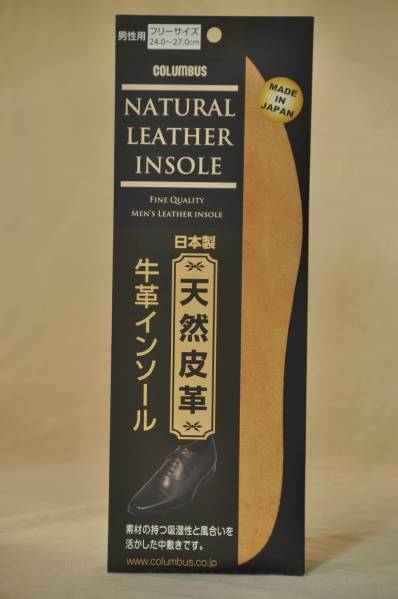 男性用
フリーサイズ
24.0～27.0cm
COLUMBUS
MADE
IN
JAPAN
NATURAL
LEATHER
INSOLE
FINE QUALITY
MEN'S LEATHER INSOLE
日本製
天然皮革
牛革インソール
素材の持つ吸湿性と風合いを
活かした中敷きです。
www.columbus.co.jp